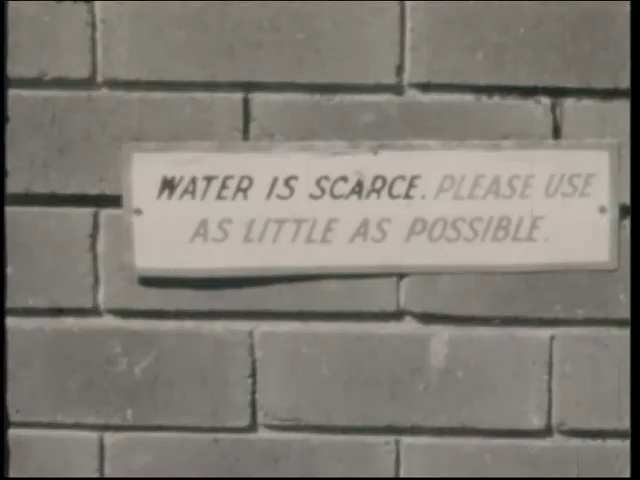 WATER IS SCARCE. PLEASE USE
AS LITTLE AS POSSIBLE.